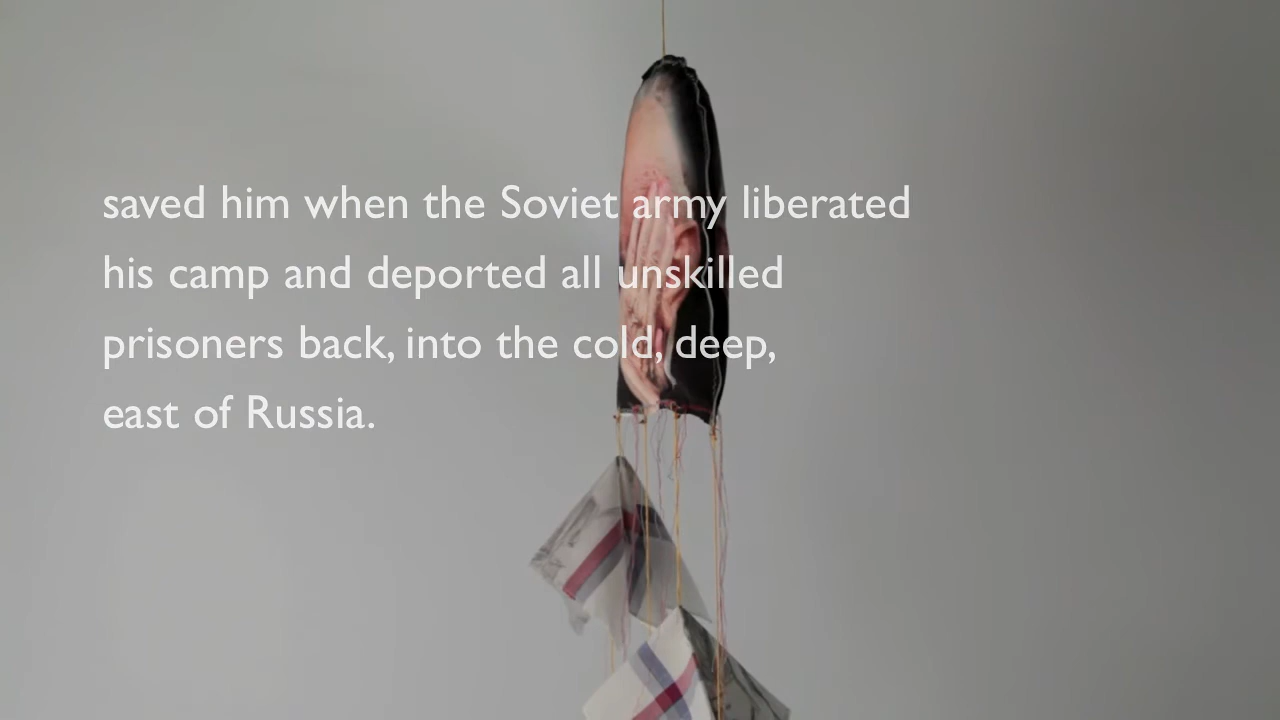 saved him when the Soviet army liberated
his camp and deported all unskilled
prisoners back, into the cold, deep,
east of Russia.